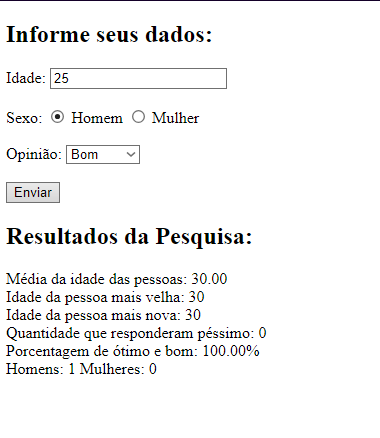 Informe seus dados:
Idade: 25
Sexo: Homem Mulher
Opinião: Bom
Enviar
Resultados da Pesquisa:
Média da idade das pessoas: 30.00
Idade da pessoa mais velha: 30
Idade da pessoa mais nova: 30
Quantidade que responderam péssimo: 0
Porcentagem de ótimo e bom: 100.00%
Homens: 1 Mulheres: 0